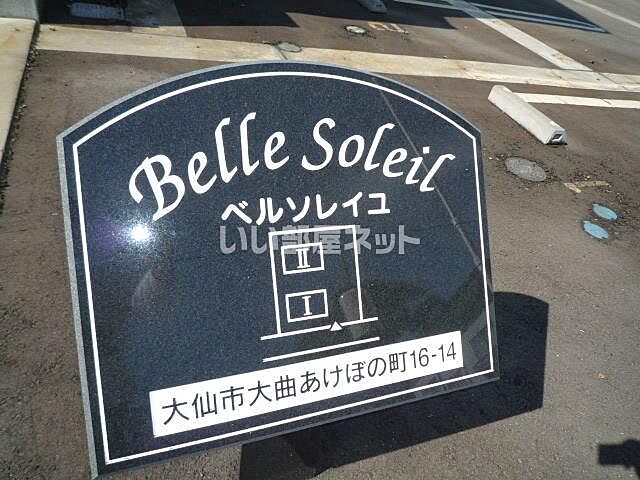 Belle Soleil
ベルソレイユ
いい部屋ネット
II
I
大仙市大曲あけぼの町16-14